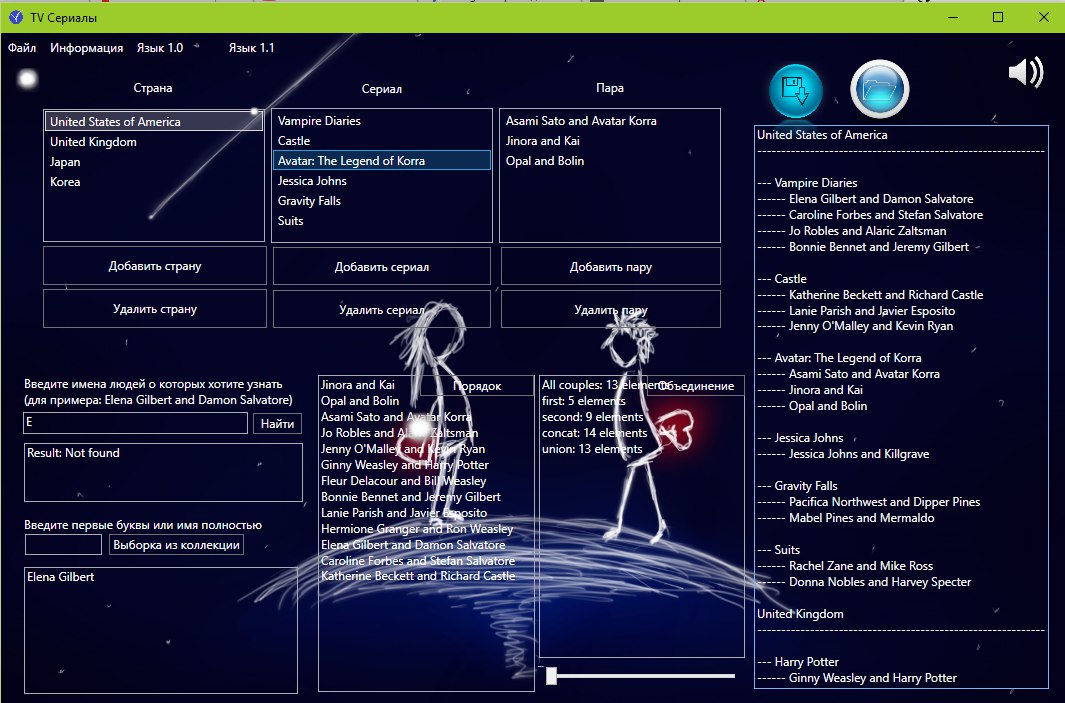 TV Сериалы
Файл Информация Язык 1.0 Язык 1.1
Страна
United States of America
United Kingdom
Japan
Korea
Добавить страну
Удалить страну
Сериал
Vampire Diaries
Castle
Avatar: The Legend of Korra
Jessica Johns
Gravity Falls
Suits
Добавить сериал
Удалить сериал
Пара
Asami Sato and Avatar Korra
Jinora and Kai
Opal and Bolin
Добавить пару
Удалить пару
Введите имена людей о которых хотите узнать
(для примера: Elena Gilbert and Damon Salvatore)
E
Найти
Result: Not found
Введите первые буквы или имя полностью
Выборка из коллекции
Elena Gilbert
Порядок
Jinora and Kai
Opal and Bolin
Asami Sato and Avatar Korra
Jo Robles and Alaric Zaltsman
Jenny O'Malley and Kevin Ryan
Ginny Weasley and Harry Potter
Fleur Delacour and Bill Weasley
Bonnie Bennet and Jeremy Gilbert
Lanie Parish and Javier Esposito
Hermione Granger and Ron Weasley
Elena Gilbert and Damon Salvatore
Caroline Forbes and Stefan Salvatore
Katherine Beckett and Richard Castle
Объединение
All couples: 13 elements
first: 5 elements
second: 9 elements
concat: 14 elements
union: 13 elements
United States of America
------------------------------------------------------------------------
--- Vampire Diaries
------ Elena Gilbert and Damon Salvatore
------ Caroline Forbes and Stefan Salvatore
------ Jo Robles and Alaric Zaltsman
------ Bonnie Bennet and Jeremy Gilbert
--- Castle
------ Katherine Beckett and Richard Castle
------ Lanie Parish and Javier Esposito
------ Jenny O'Malley and Kevin Ryan
--- Avatar: The Legend of Korra
------ Asami Sato and Avatar Korra
------ Jinora and Kai
------ Opal and Bolin
--- Jessica Johns
------ Jessica Johns and Killgrave
--- Gravity Falls
------ Pacifica Northwest and Dipper Pines
------ Mabel Pines and Mermaldo
--- Suits
------ Rachel Zane and Mike Ross
------ Donna Nobles and Harvey Specter
United Kingdom
------------------------------------------------------------------------
--- Harry Potter
------ Ginny Weasley and Harry Potter